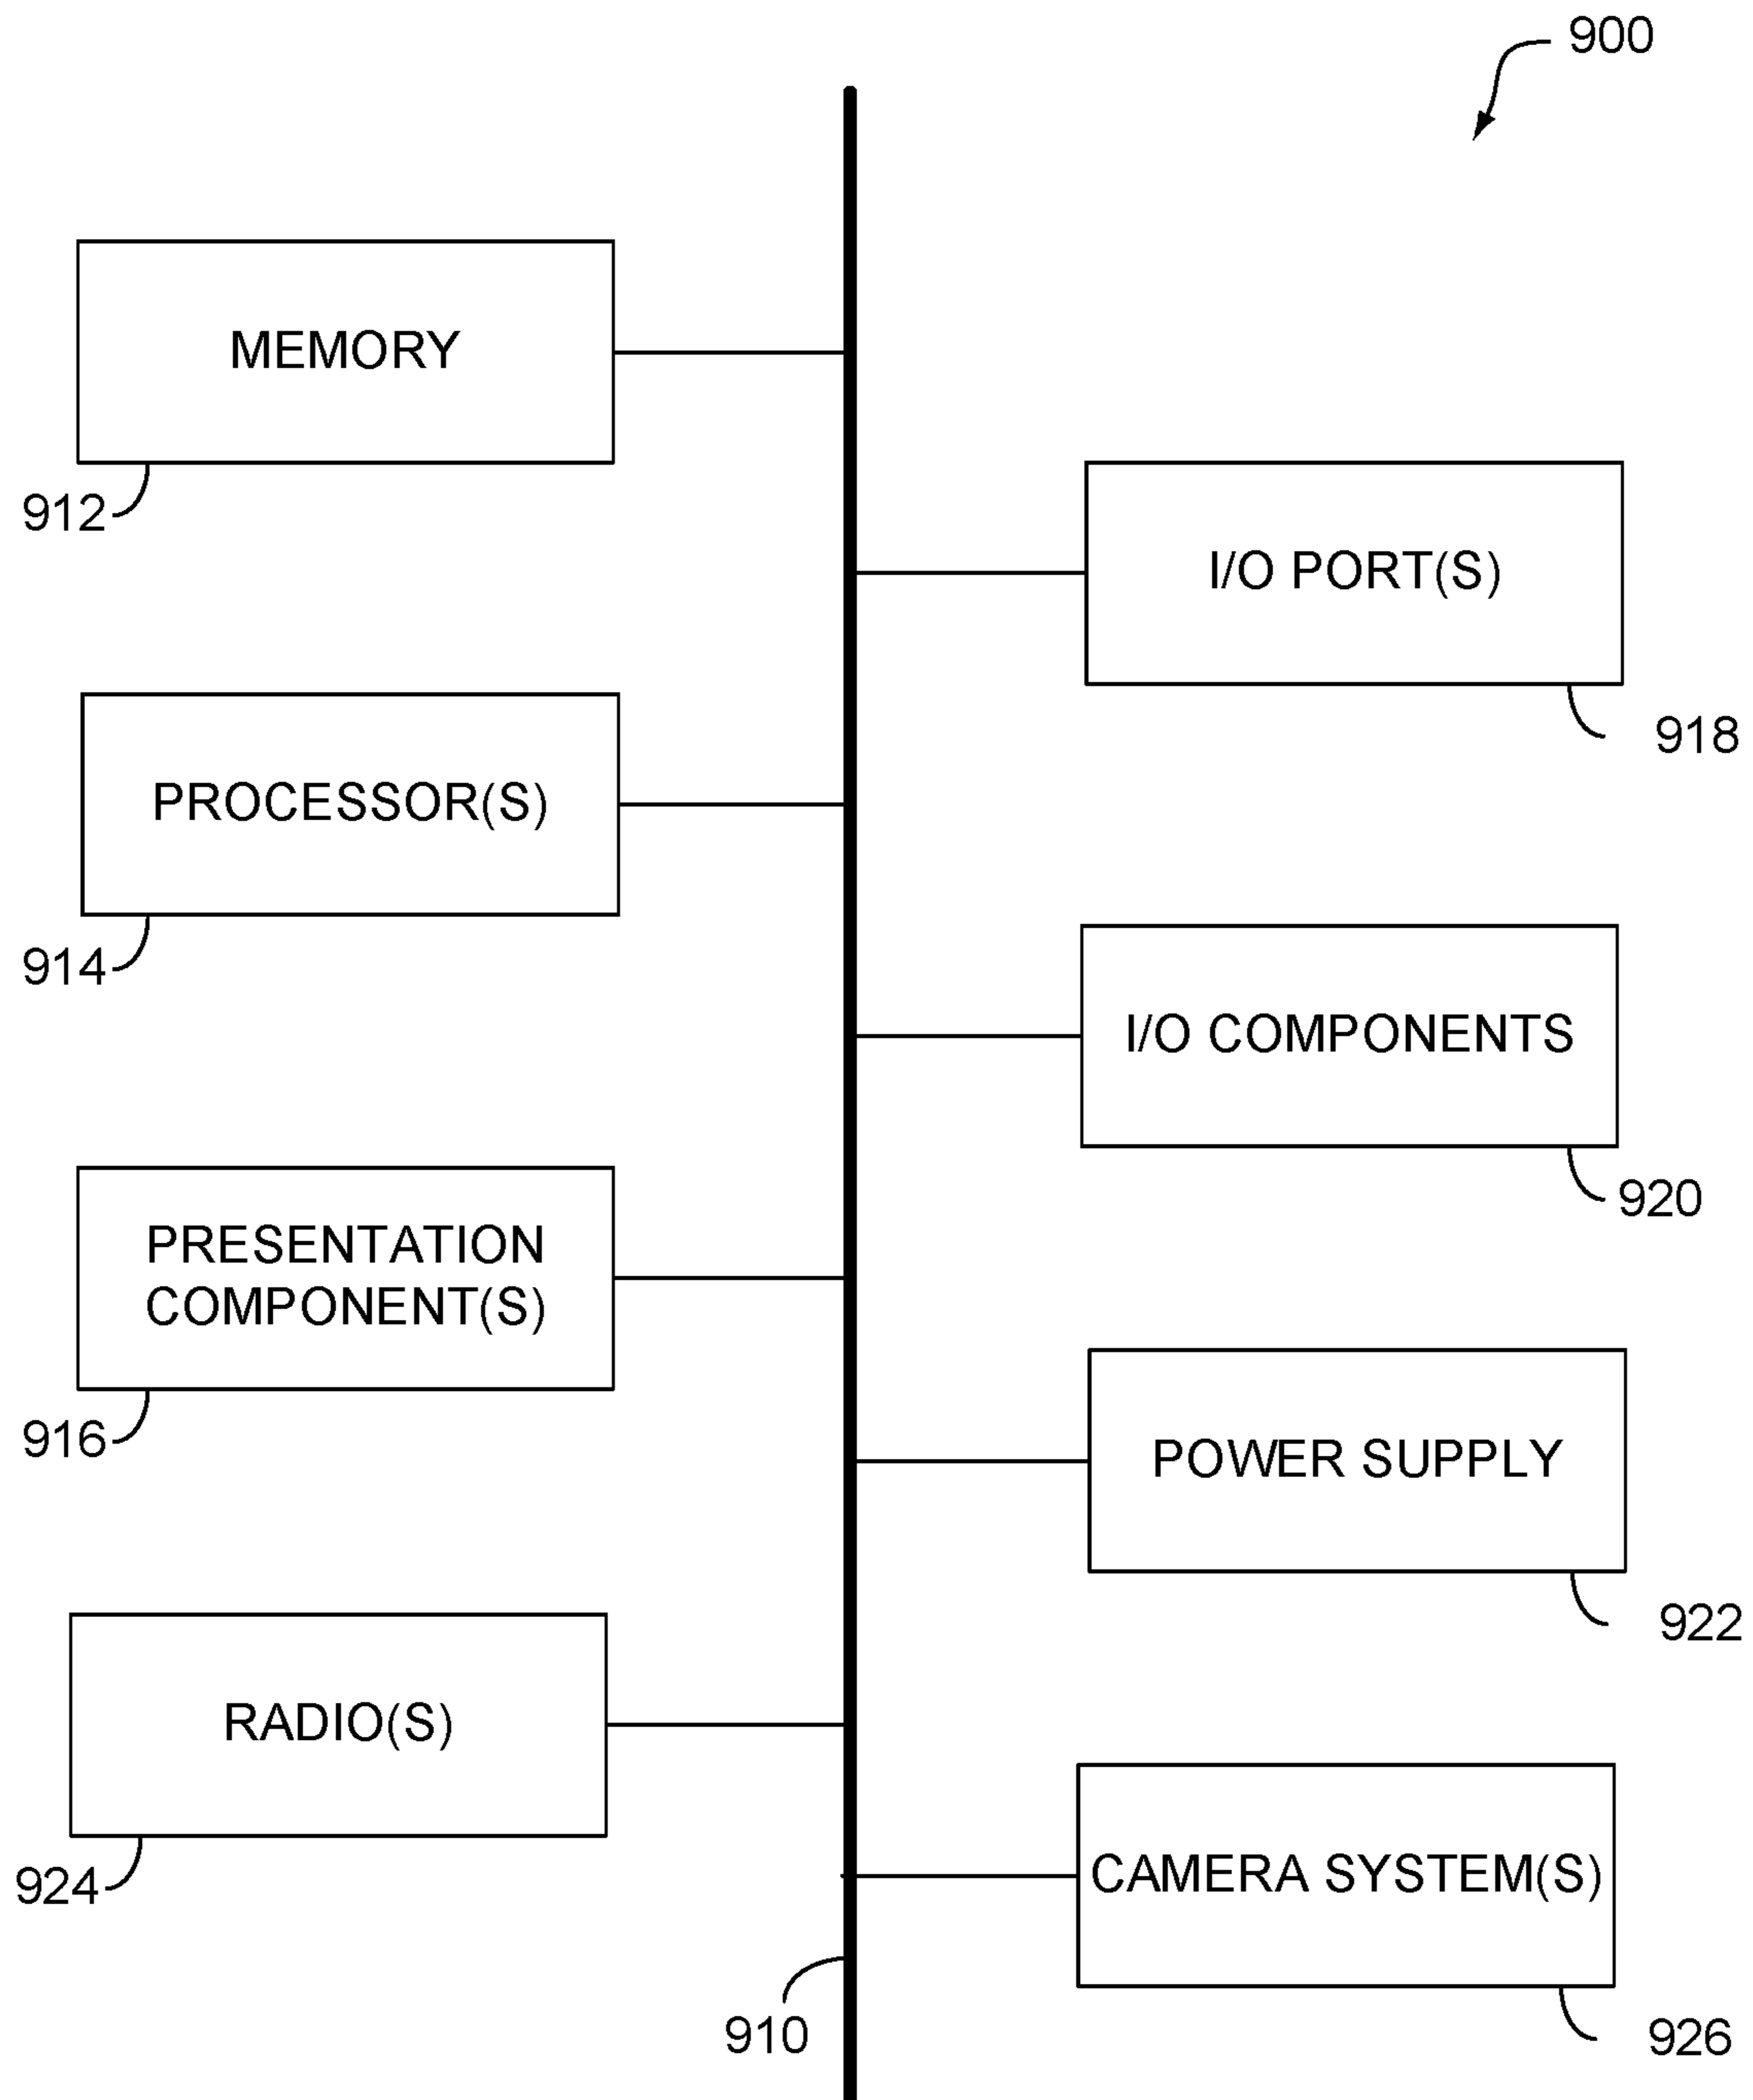 900
MEMORY
912
I/O PORT(S)
918
PROCESSOR(S)
914
I/O COMPONENTS
920
PRESENTATION
COMPONENT(S)
916
POWER SUPPLY
922
RADIO(S)
924
CAMERA SYSTEM(S)
926
910